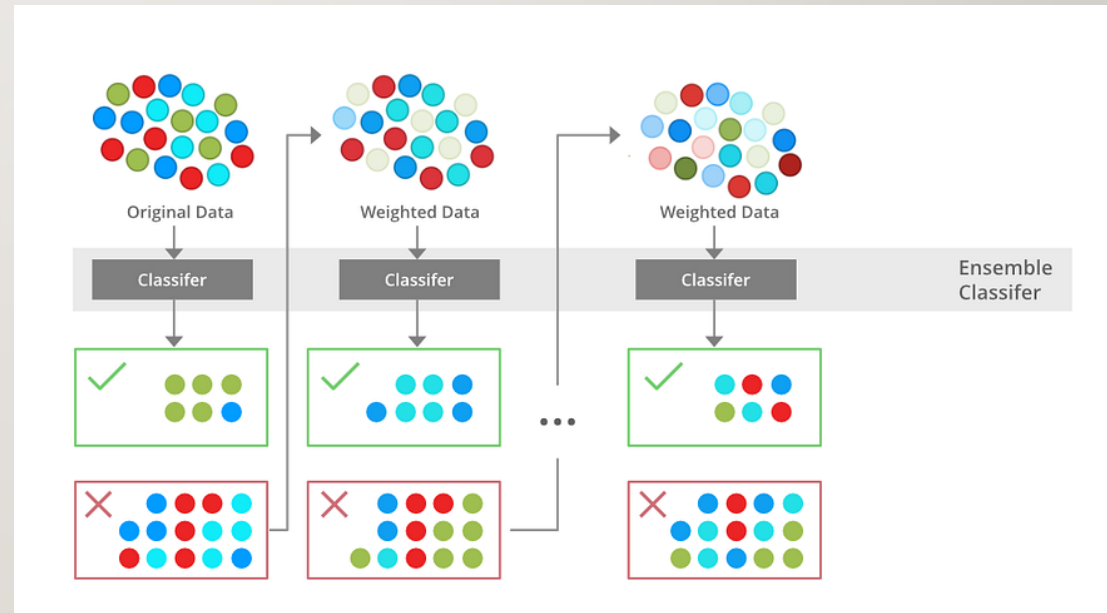 Original Data
Weighted Data
Weighted Data
Classifer
Classifer
Classifer
Ensemble
Classifer
...